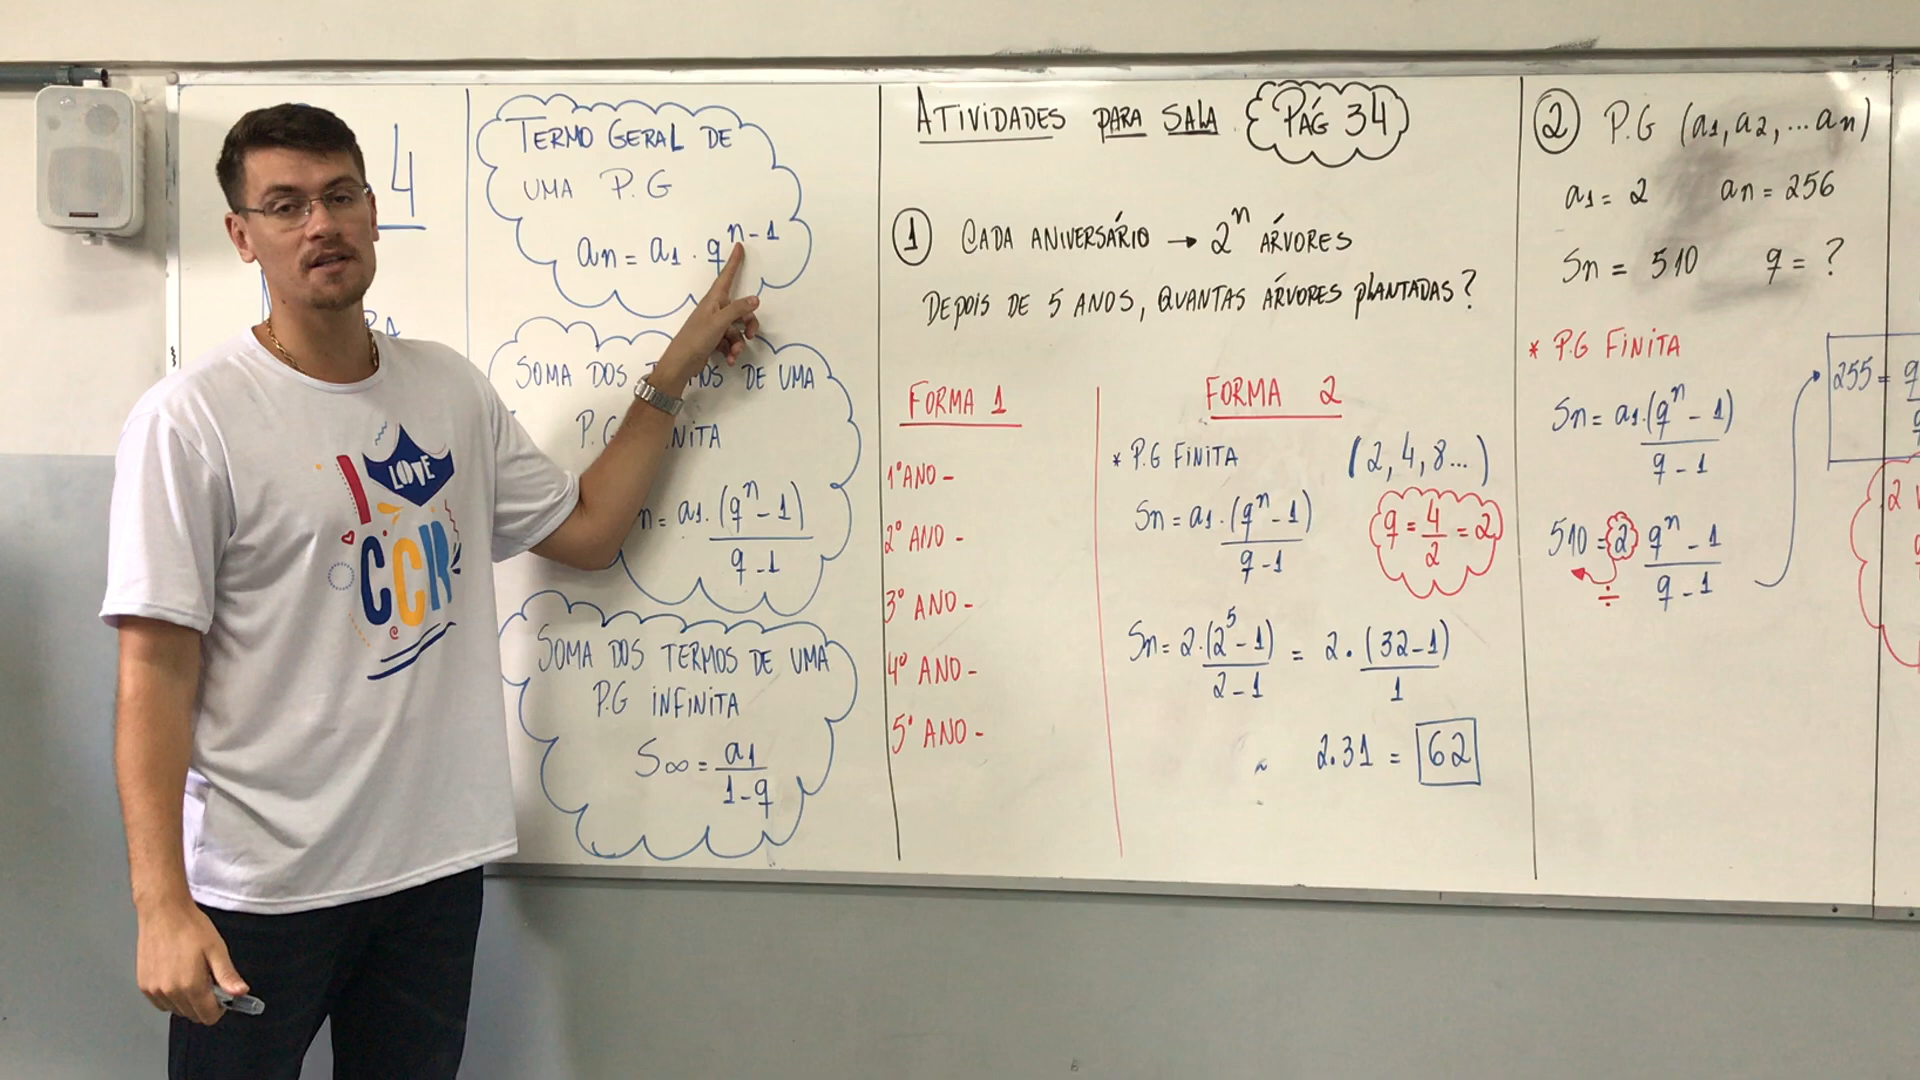 4
RA
TERMO GERAL DE
UMA P.G
an = a1 . q^n-1
SOMA DOS DE UMA
P.G
n = a1 . (q^n - 1)
q - 1
SOMA DOS TERMOS DE UMA
P.G INFINITA
S∞ = a1
1 - q
I LOVE
CCR
ATIVIDADES PARA SALA PÁG 34
1 CADA ANIVERSÁRIO → 2^n ÁRVORES
DEPOIS DE 5 ANOS, QUANTAS ÁRVORES PLANTADAS?
FORMA 1
1º ANO -
2º ANO -
3º ANO -
4º ANO -
5º ANO -
FORMA 2
* P.G FINITA (2, 4, 8...)
Sn = a1 . (q^n - 1)
q - 1
q = 4 = 2
2
Sn = 2 . (2^5 - 1) = 2 . (32 - 1)
2 - 1 1
2.31 = 62
2 P.G (a1, a2, ... an)
a1 = 2 an = 256
Sn = 510 q = ?
* P.G FINITA
Sn = a1 . (q^n - 1)
q - 1
510 = 2 q^n - 1
q - 1
÷
255 = q
q
2